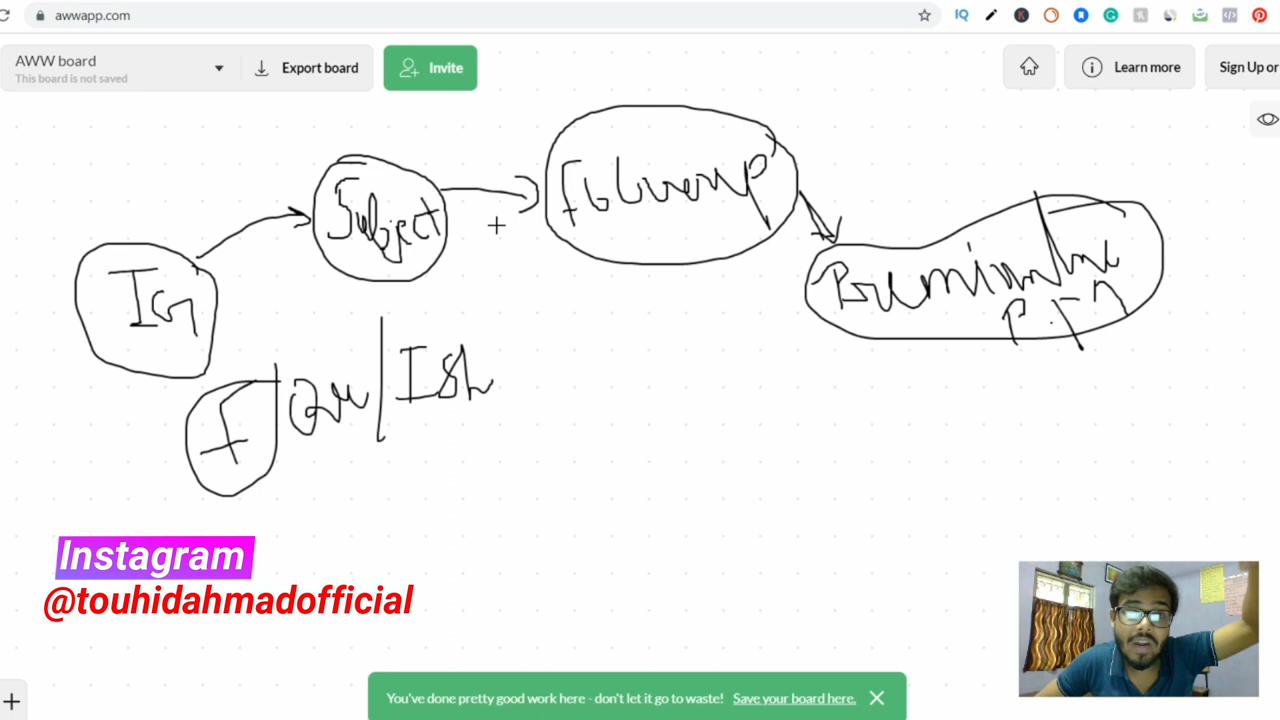 awwapp.com
AWW board
This board is not saved
Export board
Invite
Learn more
Sign Up or
IG
Subject
You've done pretty good work here - don't let it go to waste! Save your board here.
Instagram
@touhidahmadofficial